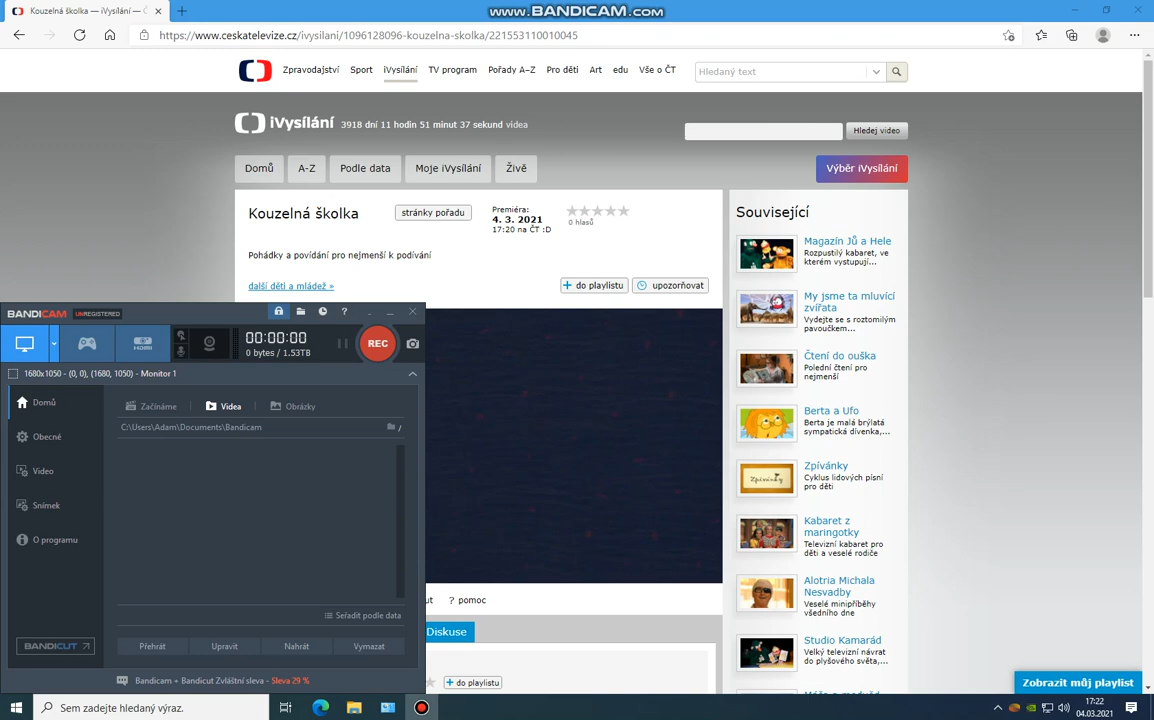 Kouzelná školka — iVysílání — Č
www.BANDICAM.com
https://www.ceskatelevize.cz/ivysilani/1096128096-kouzelna-skolka/221553110010045
Zpravodajství Sport iVysílání TV program Pořady A–Z Pro děti Art edu Vše o ČT
Hledaný text
iVysílání 3918 dní 11 hodin 51 minut 37 sekund videa
Hledej video
Domů A-Z Podle data Moje iVysílání Živě
Výběr iVysílání
Kouzelná školka
stránky pořadu
Premiéra:
4. 3. 2021
17:20 na ČT :D
0 hlasů
Pohádky a povídání pro nejmenší k podívání
další děti a mládež »
+ do playlistu
upozorňovat
Související
Magazín Jů a Hele
Rozpustilý kabaret, ve
kterém vystupují...
My jsme ta mluvící
zvířata
Vydejte se s roztomilým
pavoučkem...
Čtení do ouška
Polední čtení pro
nejmenší
Berta a Ufo
Berta je malá brýlatá
sympatická dívenka,...
Zpívánky
Zpívánky
Cyklus lidových písní
pro děti
Kabaret z
maringotky
Televizní kabaret pro
děti a veselé rodiče
Alotria Michala
Nesvadby
Veselé minipříběhy
všedního dne
Studio Kamarád
Velký televizní návrat
do plyšového světa,...
Zobrazit můj playlist
BANDICAM UNREGISTERED
HDMI
00:00:00
0 bytes / 1.53TB
REC
1680x1050 - (0, 0), (1680, 1050) - Monitor 1
Domů
Obecné
Video
Snímek
O programu
Začínáme
Videa
Obrázky
C:\Users\Adam\Documents\Bandicam
/
Seřadit podle data
BANDICUT
Přehrát
Upravit
Nahrát
Vymazat
Bandicam + Bandicut Zvláštní sleva - Sleva 29 %
ut
? pomoc
Diskuse
+ do playlistu
Sem zadejte hledaný výraz.
17:22
04.03.2021